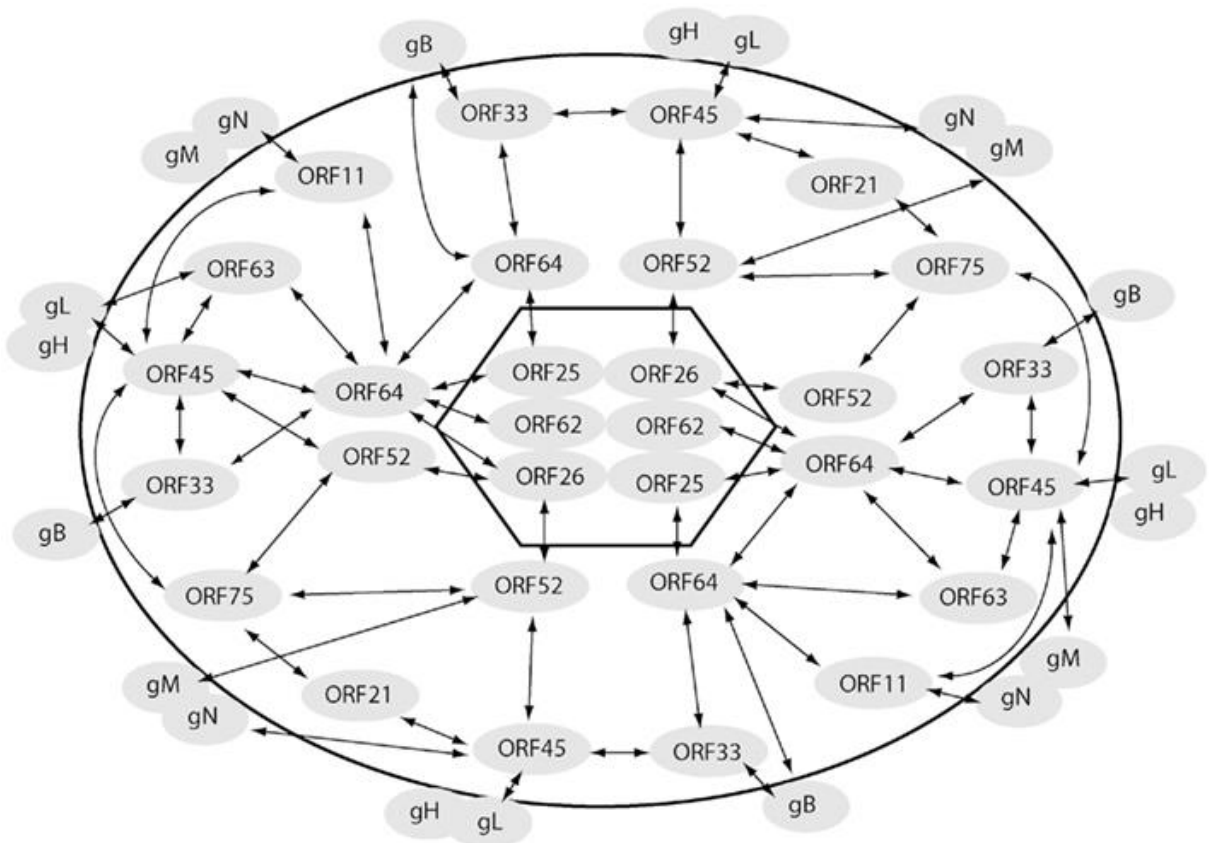 gH
gB
gL
ORF33
ORF45
gN
gN
gM
gM
ORF11
ORF21
ORF63
ORF64
ORF52
ORF75
gL
gB
gH
ORF45
ORF64
ORF25
ORF26
ORF33
ORF52
ORF62
ORF62
ORF52
ORF64
ORF33
ORF26
ORF25
ORF45
gL
gH
gB
ORF75
ORF52
ORF64
ORF63
gM
gM
ORF21
ORF11
gN
gN
ORF45
ORF33
gH
gL
gB